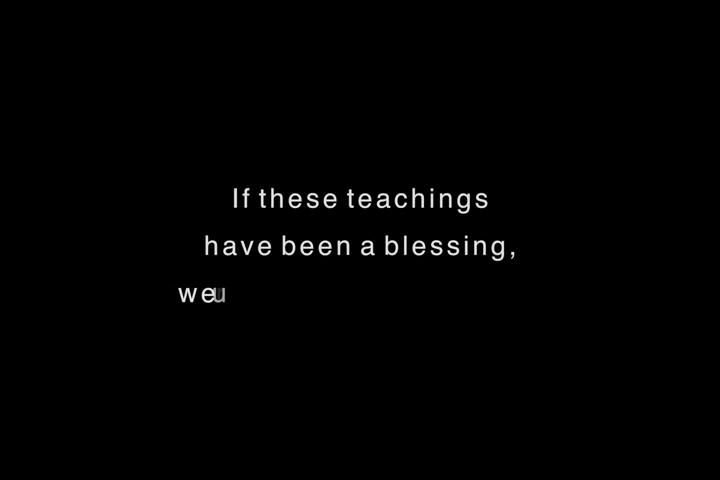 If these teachings
have been a blessing,
we